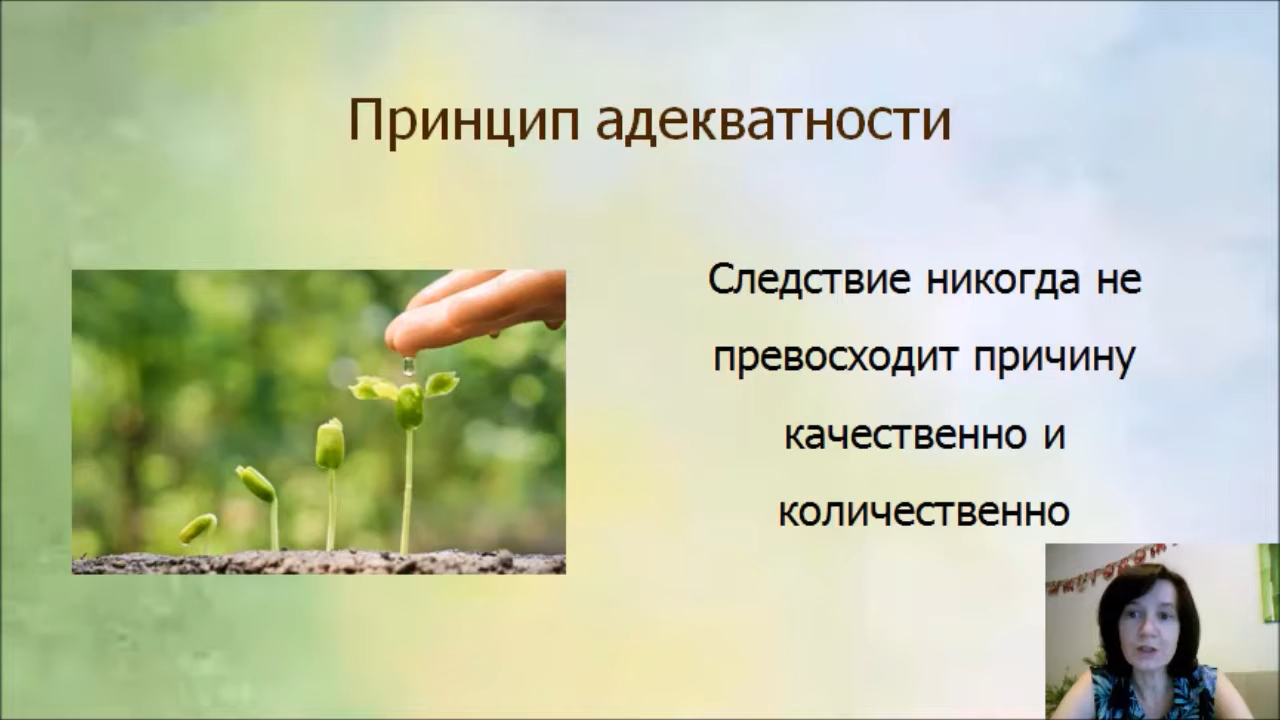 Принцип адекватности
Следствие никогда не
превосходит причину
качественно и
количественно